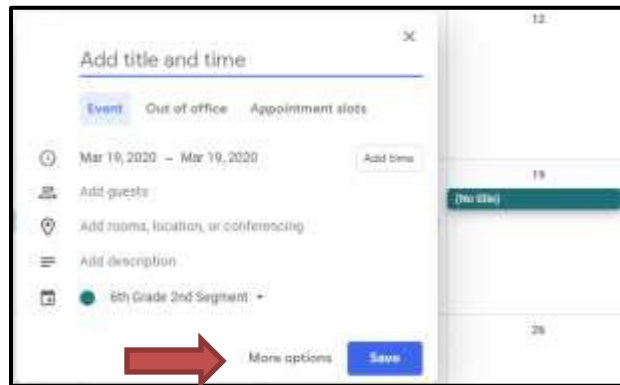 12
Add title and time
Event Out of office Appointment slots
Mar 19, 2020 – Mar 19, 2020 Add time
19
Add guests
(No title)
Add rooms, location, or conferencing
Add description
6th Grade 2nd Segment
26
More options Save